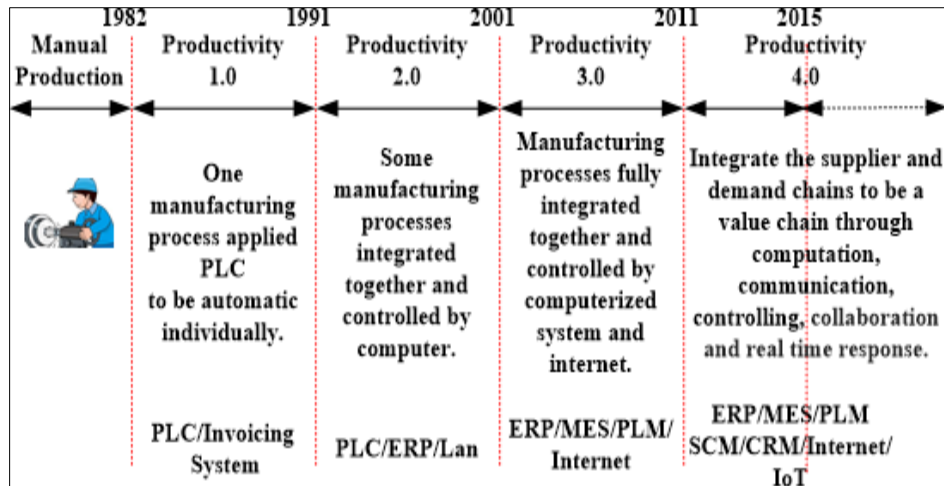 1982
1991
2001
2011
2015
Manual
Production
Productivity
1.0
Productivity
2.0
Productivity
3.0
Productivity
4.0
One
manufacturing
process applied
PLC
to be automatic
individually.
Some
manufacturing
processes
integrated
together and
controlled by
computer.
Manufacturing
processes fully
integrated
together and
controlled by
computerized
system and
internet.
Integrate the supplier and
demand chains to be a
value chain through
computation,
communication,
controlling, collaboration
and real time response.
PLC/Invoicing
System
PLC/ERP/Lan
ERP/MES/PLM/
Internet
ERP/MES/PLM
SCM/CRM/Internet/
IoT